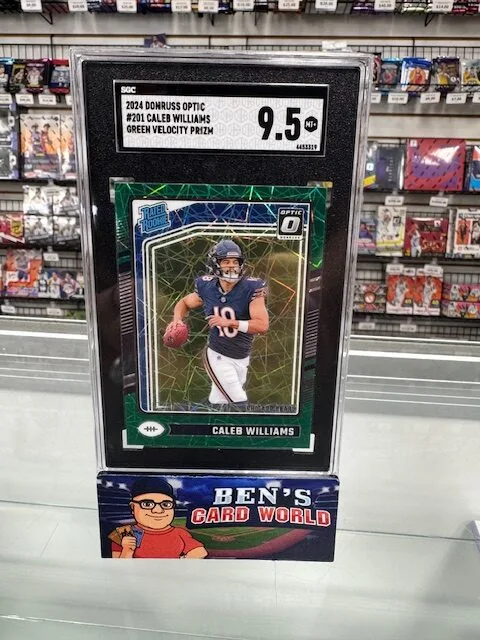 SGC
2024 DONRUSS OPTIC
#201 CALEB WILLIAMS
GREEN VELOCITY PRIZM
9.5
MT+
6653319
RATED
ROOKIE
OPTIC
18
CALEB WILLIAMS
BEN'S
CARD WORLD